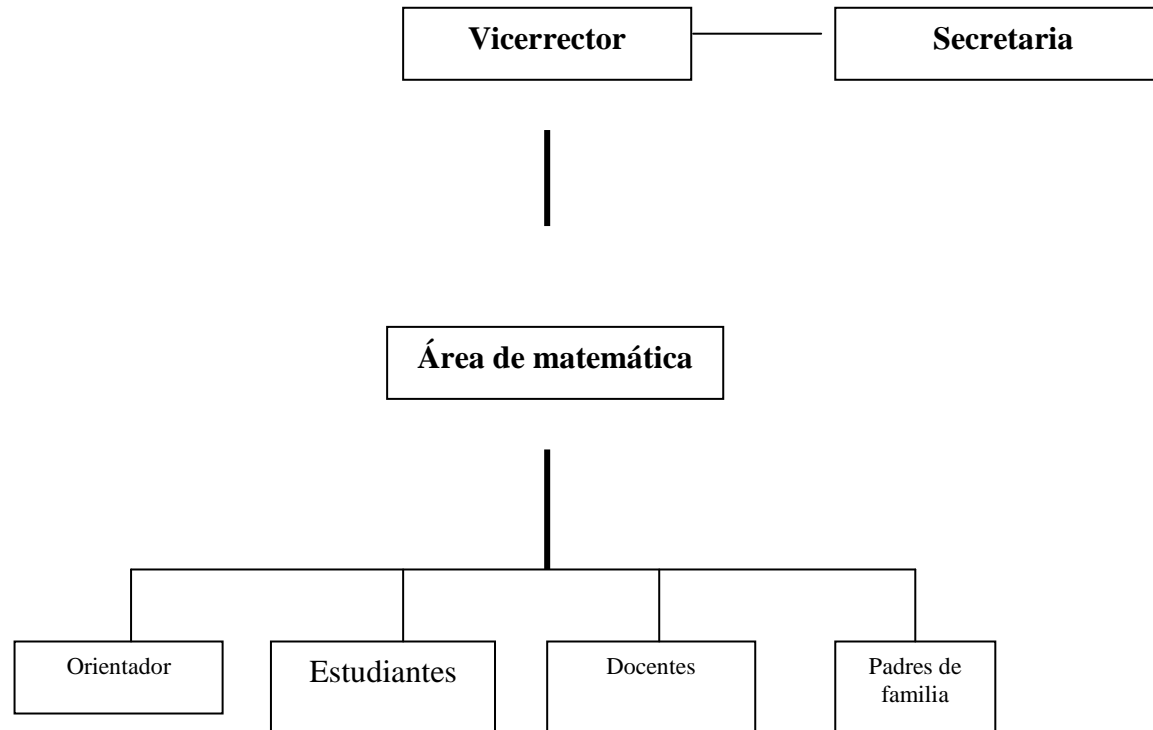 Vicerrector
Secretaria
Área de matemática
Orientador
Estudiantes
Docentes
Padres de
familia